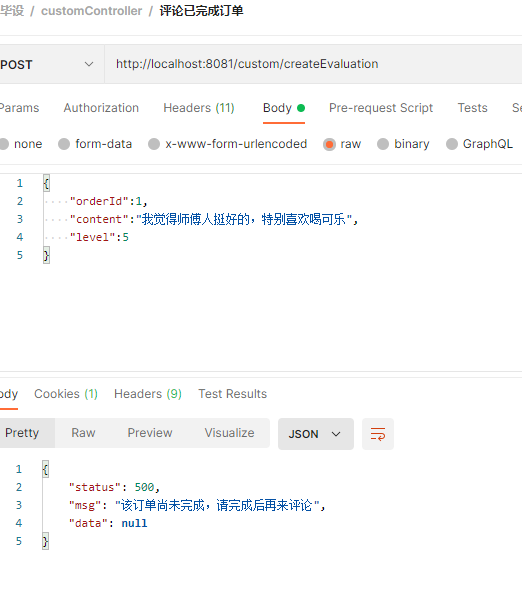 毕设 / customController / 评论已完成订单
POST http://localhost:8081/custom/createEvaluation
Params Authorization Headers (11) Body Pre-request Script Tests Se
none form-data x-www-form-urlencoded raw binary GraphQL
1 {
2 "orderId":1,
3 "content":"我觉得师傅人挺好的，特别喜欢喝可乐",
4 "level":5
5 }
ody Cookies (1) Headers (9) Test Results
Pretty Raw Preview Visualize JSON
1 {
2 "status": 500,
3 "msg": "该订单尚未完成，请完成后再来评论",
4 "data": null
5 }